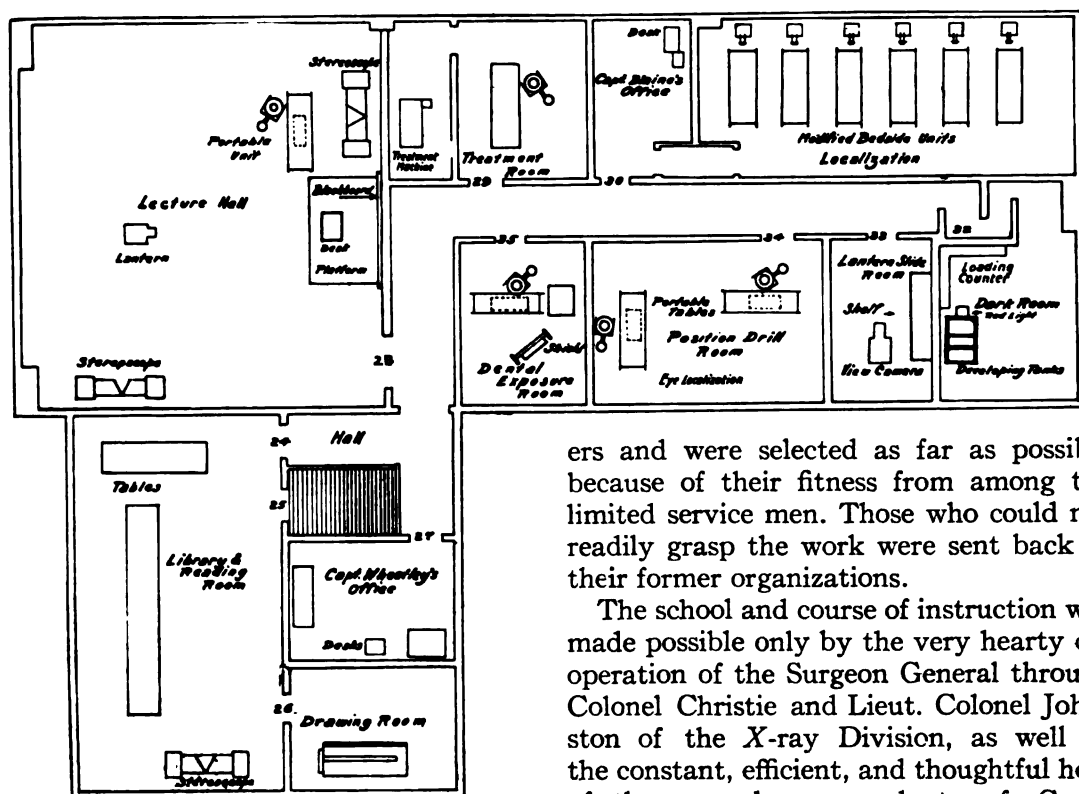 Stereoscope
Portable
Unit
Lecture Hall
Lantern
Blackboard
Desk
Platform
Stereoscope
28
Treatment
Machine
Treatment
Room
29
Desk
Capt. Blaine's
Office
30
Modified Bedside Units
Localization
35
Shield
Dental
Exposure
Room
34
Portable
Tables
Position Drill
Room
Eye Localization
33
Lantern Slide
Room
Shelf
View Camera
32
Loading
Counter
Dark Room
Red Light
Developing Tanks
24
Hall
Tables
25
27
Library &
Reading
Room
Capt. Wheatley's
Office
Desks
26
Drawing Room
Stereoscope
ers and were selected as far as possib
because of their fitness from among t
limited service men. Those who could n
readily grasp the work were sent back
their former organizations.
The school and course of instruction w
made possible only by the very hearty c
operation of the Surgeon General throu
Colonel Christie and Lieut. Colonel Joh
ston of the X-ray Division, as well
the constant, efficient, and thoughtful he